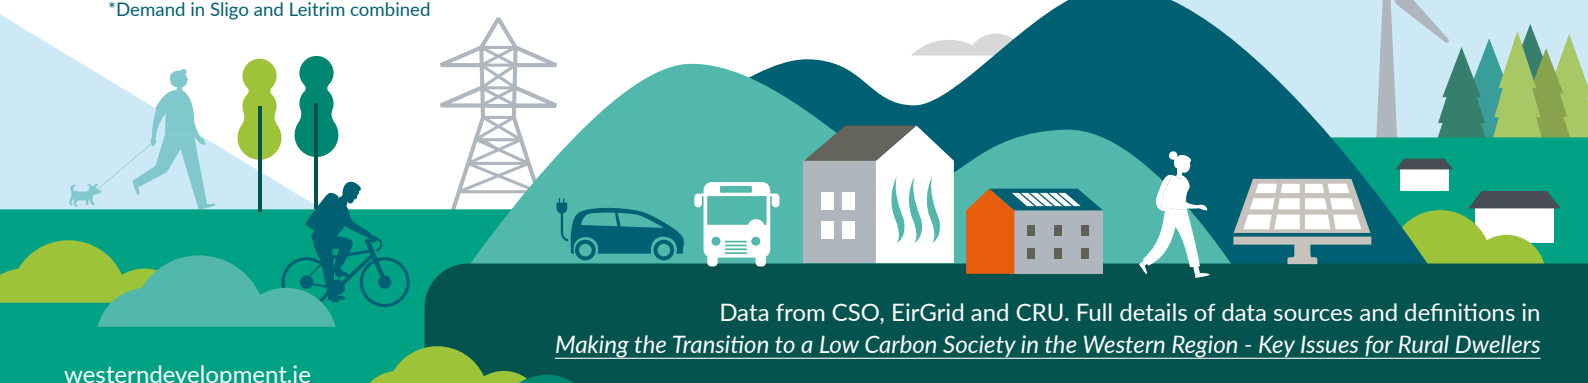 *Demand in Sligo and Leitrim combined
Data from CSO, EirGrid and CRU. Full details of data sources and definitions in
Making the Transition to a Low Carbon Society in the Western Region - Key Issues for Rural Dwellers
westerndevelopment.ie